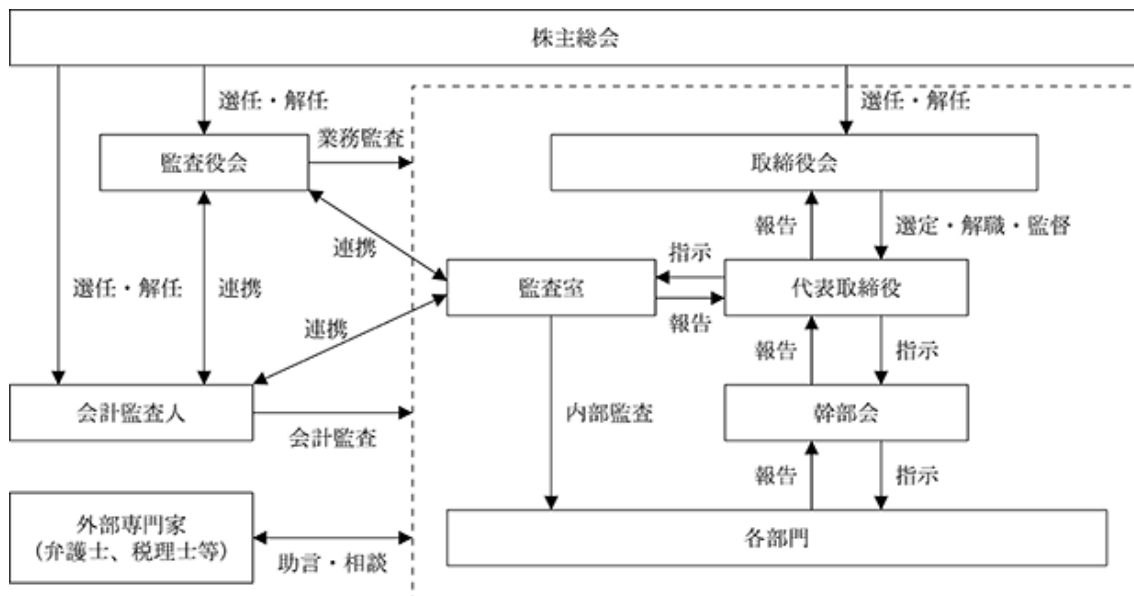 株主総会
選任・解任
選任・解任
監査役会
業務監査
取締役会
連携
報告
選定・解職・監督
選任・解任
連携
監査室
指示
報告
代表取締役
連携
報告
指示
会計監査人
会計監査
内部監査
幹部会
報告
指示
外部専門家
（弁護士、税理士等）
助言・相談
各部門